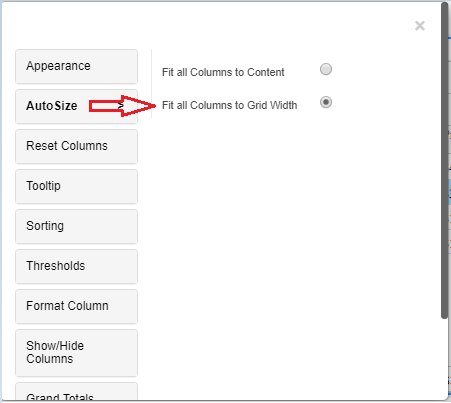 ×
Appearance
AutoSize >
Reset Columns
Tooltip
Sorting
Thresholds
Format Column
Show/Hide
Columns
Grand Totals
Fit all Columns to Content
Fit all Columns to Grid Width